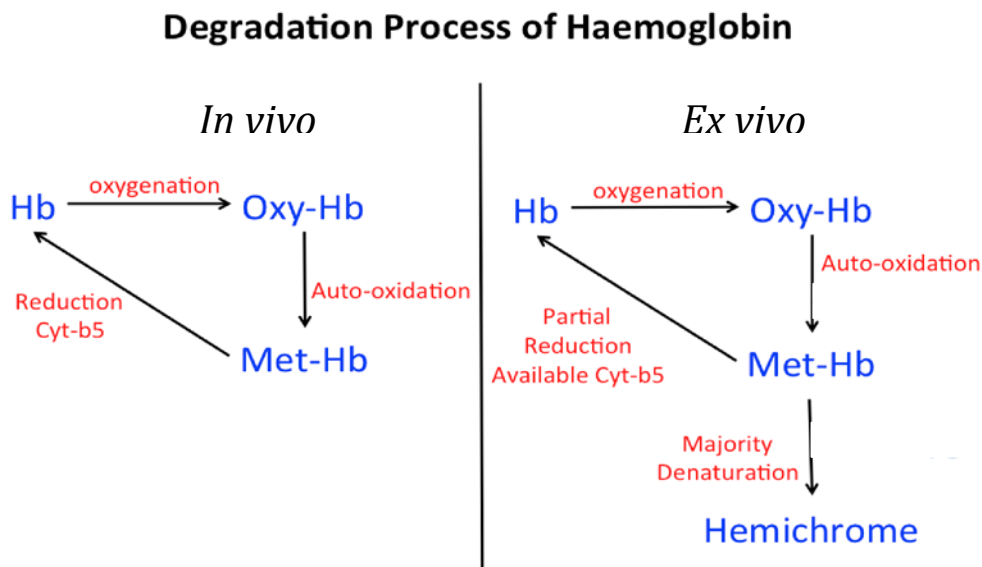 Degradation Process of Haemoglobin
In vivo
Hb
oxygenation
Oxy-Hb
Auto-oxidation
Reduction
Cyt-b5
Met-Hb
Ex vivo
Hb
oxygenation
Oxy-Hb
Auto-oxidation
Partial
Reduction
Available Cyt-b5
Met-Hb
Majority
Denaturation
Hemichrome